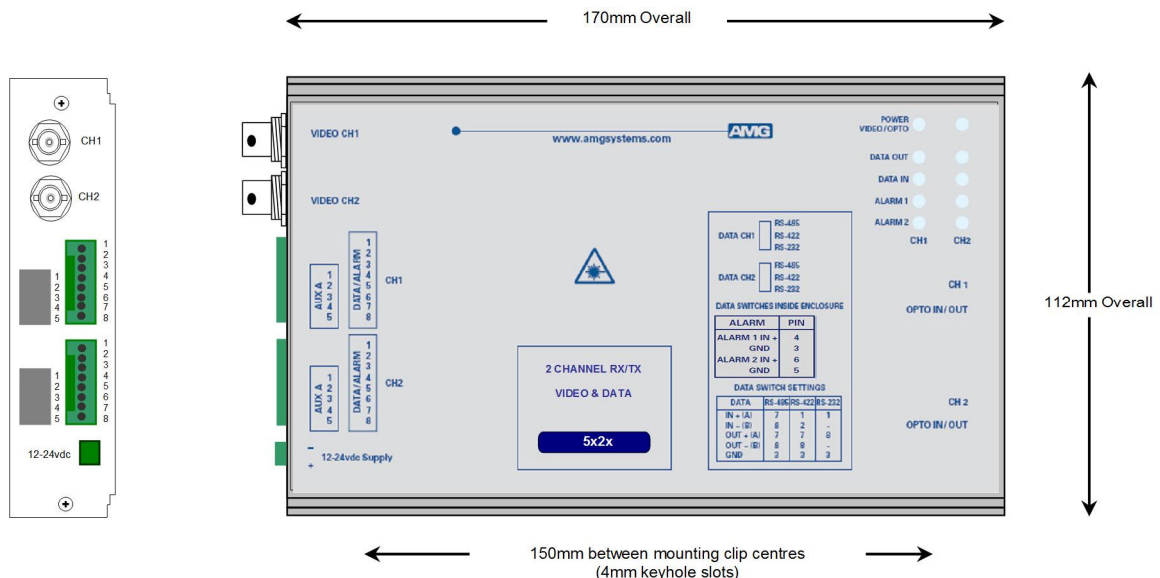 170mm Overall
CH1
CH2
1
2
3
4
5
6
7
8
1
2
3
4
5
1
2
3
4
5
6
7
8
1
2
3
4
5
12-24vdc
VIDEO CH1
www.amgsystems.com
AMG
VIDEO CH2
AUX A
1
2
3
4
5
DATA/ALARM
1
2
3
4
5
6
7
8
CH1
AUX A
1
2
3
4
5
DATA/ALARM
1
2
3
4
5
6
7
8
CH2
–
+
12-24vdc Supply
2 CHANNEL RX/TX
VIDEO & DATA
5x2x
POWER
VIDEO/OPTO
DATA OUT
DATA IN
ALARM 1
ALARM 2
CH1 CH2
DATA CH1
RS-485
RS-422
RS-232
DATA CH2
RS-485
RS-422
RS-232
DATA SWITCHES INSIDE ENCLOSURE
ALARM PIN
ALARM 1 IN + 4
GND 3
ALARM 2 IN + 6
GND 5
DATA SWITCH SETTINGS
DATA RS-485 RS-422 RS-232
IN + (A) 7 1 1
IN – (B) 8 2 -
OUT + (A) 7 7 8
OUT – (B) 8 8 -
GND 3 3 3
CH 1
OPTO IN/OUT
CH 2
OPTO IN/OUT
112mm Overall
150mm between mounting clip centres
(4mm keyhole slots)